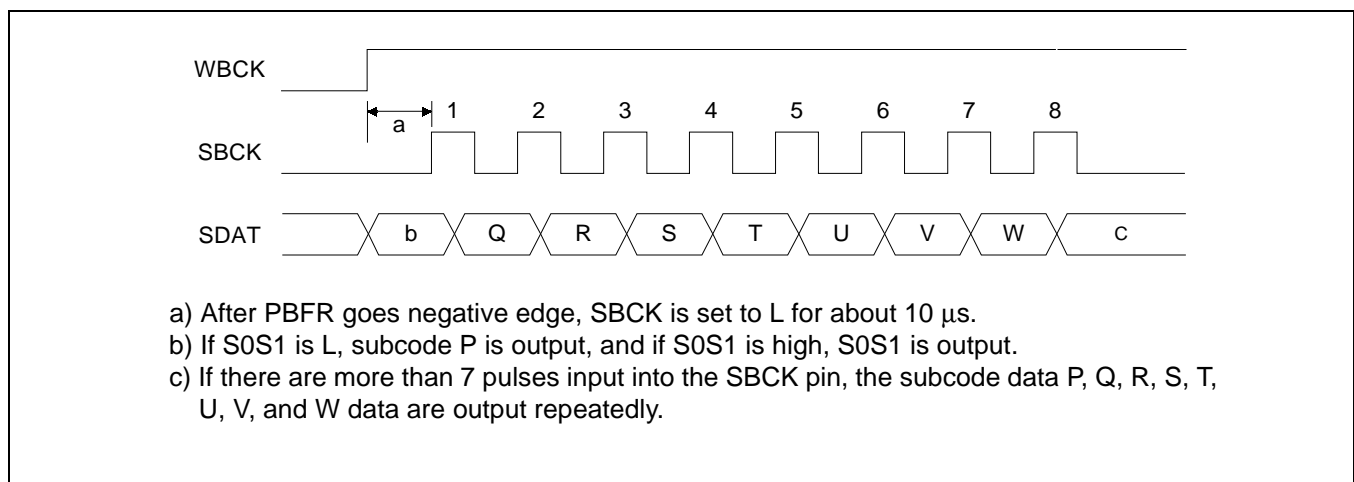 WBCK
a
1 2 3 4 5 6 7 8
SBCK
SDAT b Q R S T U V W C
a) After PBFR goes negative edge, SBCK is set to L for about 10 μs.
b) If S0S1 is L, subcode P is output, and if S0S1 is high, S0S1 is output.
c) If there are more than 7 pulses input into the SBCK pin, the subcode data P, Q, R, S, T,
U, V, and W data are output repeatedly.